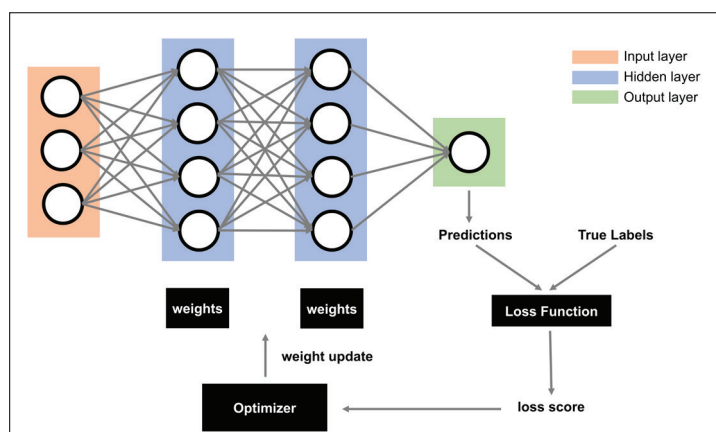 Input layer
Hidden layer
Output layer
Predictions
True Labels
weights
weights
Loss Function
weight update
Optimizer
loss score